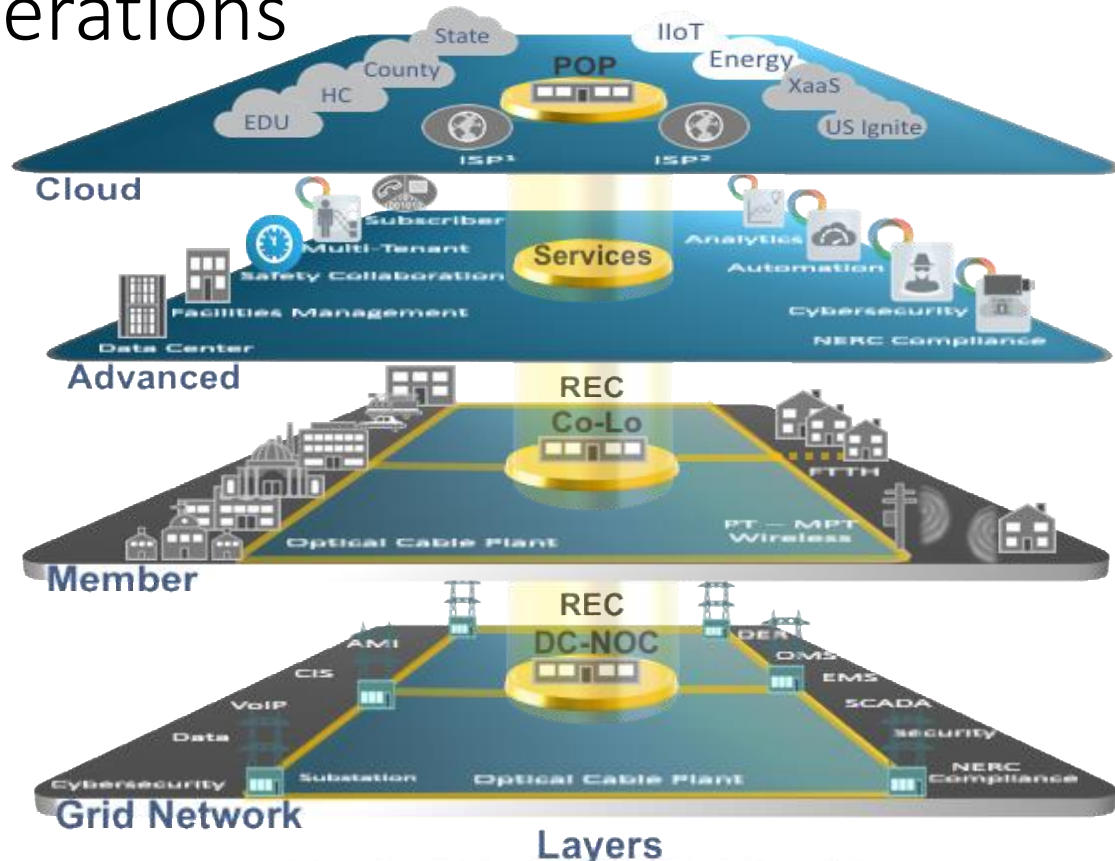 erations
State
IIoT
County
POP
Energy
HC
XaaS
EDU
US Ignite
ISP¹
ISP²
Cloud
Subscriber
Multi-Tenant
Services
Analytics
Safety Collaboration
Automation
Facilities Management
Cybersecurity
Data Center
NERC Compliance
Advanced
REC
Co-Lo
FTTH
PT – MPT
Wireless
Optical Cable Plant
Member
REC
DC-NOC
AMI
DER
CIS
OMS
EMS
VoIP
SCADA
Data
security
Cybersecurity
Substation
Optical Cable Plant
NERC
Compliance
Grid Network
Layers